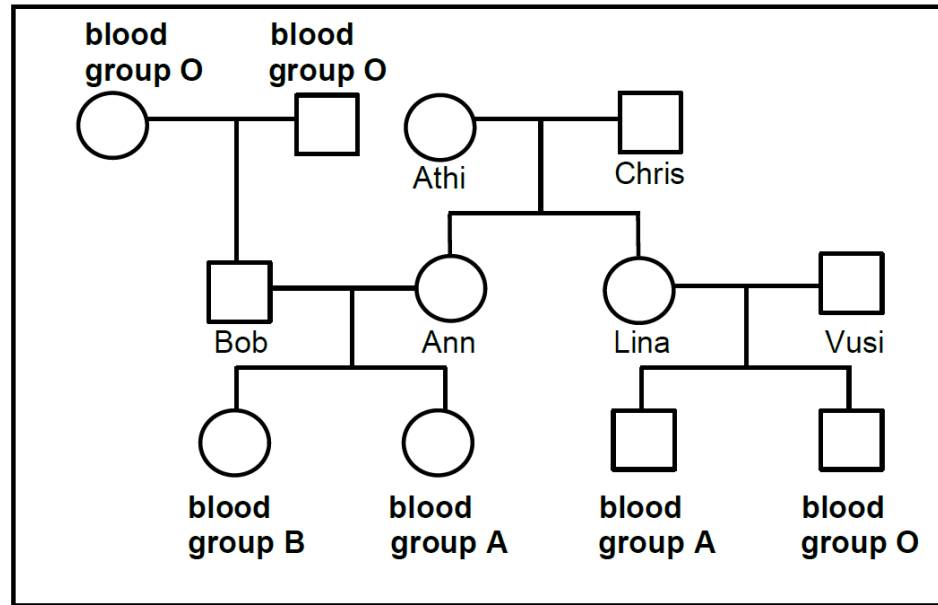 blood
group O
blood
group O
Athi
Chris
Bob
Ann
Lina
Vusi
blood
group B
blood
group A
blood
group A
blood
group O